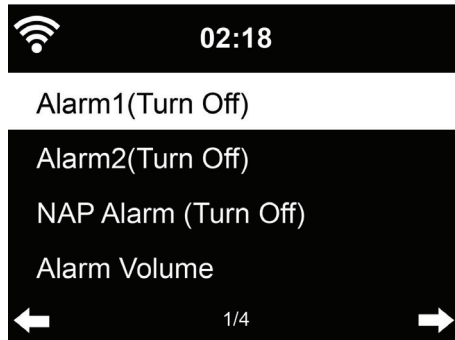 02:18
Alarm1(Turn Off)
Alarm2(Turn Off)
NAP Alarm (Turn Off)
Alarm Volume
1/4